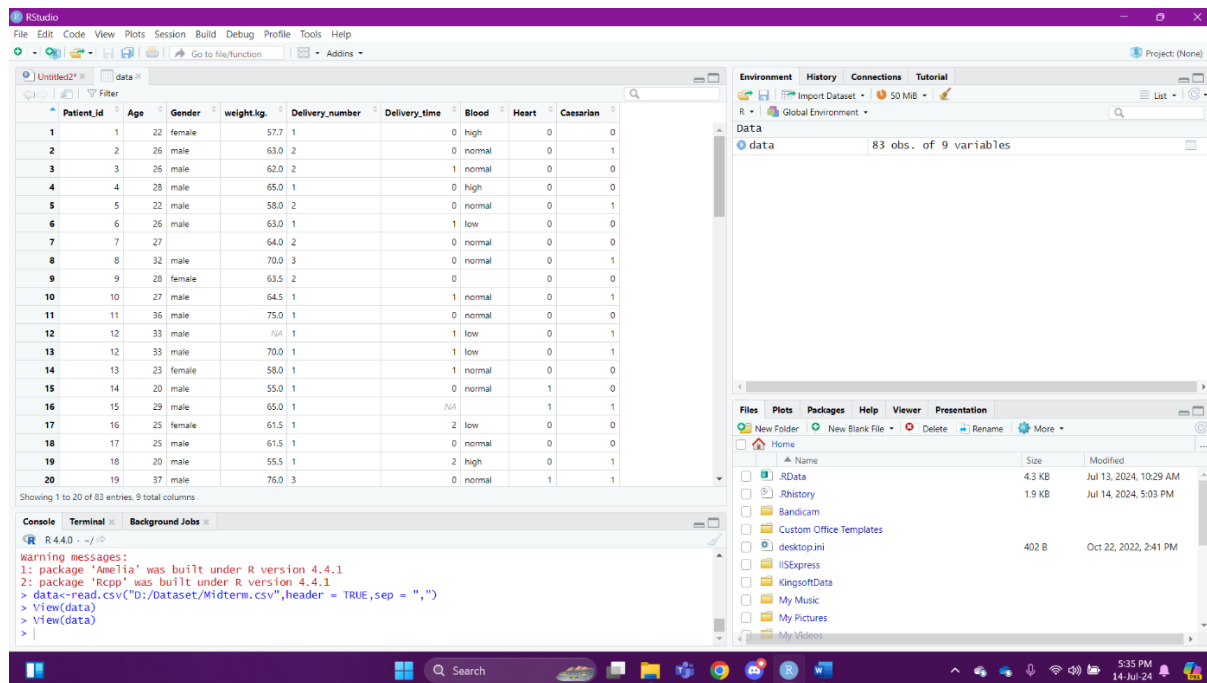 RStudio
File Edit Code View Plots Session Build Debug Profile Tools Help
Go to file/function Addins Project: (None)
Untitled2* data
Filter
Patient_id Age Gender weight.kg. Delivery_number Delivery_time Blood Heart Caesarian
1 1 22 female 57.7 1 0 high 0 0
2 2 26 male 63.0 2 0 normal 0 1
3 3 26 male 62.0 2 1 normal 0 0
4 4 28 male 65.0 1 0 high 0 0
5 5 22 male 58.0 2 0 normal 0 1
6 6 26 male 63.0 1 1 low 0 0
7 7 27 64.0 2 0 normal 0 0
8 8 32 male 70.0 3 0 normal 0 1
9 9 28 female 63.5 2 0 0 0
10 10 27 male 64.5 1 1 normal 0 1
11 11 36 male 75.0 1 0 normal 0 0
12 12 33 male NA 1 1 low 0 1
13 12 33 male 70.0 1 1 low 0 1
14 13 23 female 58.0 1 1 normal 0 0
15 14 20 male 55.0 1 0 normal 1 0
16 15 29 male 65.0 1 NA 1 1
17 16 25 female 61.5 1 2 low 0 0
18 17 25 male 61.5 1 0 normal 0 0
19 18 20 male 55.5 1 2 high 0 1
20 19 37 male 76.0 3 0 normal 1 1
Showing 1 to 20 of 83 entries, 9 total columns
Console Terminal Background Jobs
R 4.4.0 · ~/
Warning messages:
1: package ‘Amelia’ was built under R version 4.4.1
2: package ‘Rcpp’ was built under R version 4.4.1
> data<-read.csv("D:/Dataset/Midterm.csv",header = TRUE,sep = ",")
> View(data)
> View(data)
>
Environment History Connections Tutorial
Import Dataset 50 MiB List
R Global Environment
Data
data 83 obs. of 9 variables
Files Plots Packages Help Viewer Presentation
New Folder New Blank File Delete Rename More
Home
Name Size Modified
.RData 4.3 KB Jul 13, 2024, 10:29 AM
.Rhistory 1.9 KB Jul 14, 2024, 5:03 PM
Bandicam
Custom Office Templates
desktop.ini 402 B Oct 22, 2022, 2:41 PM
IISExpress
KingsoftData
My Music
My Pictures
My Videos
Search
5:35 PM
14-Jul-24